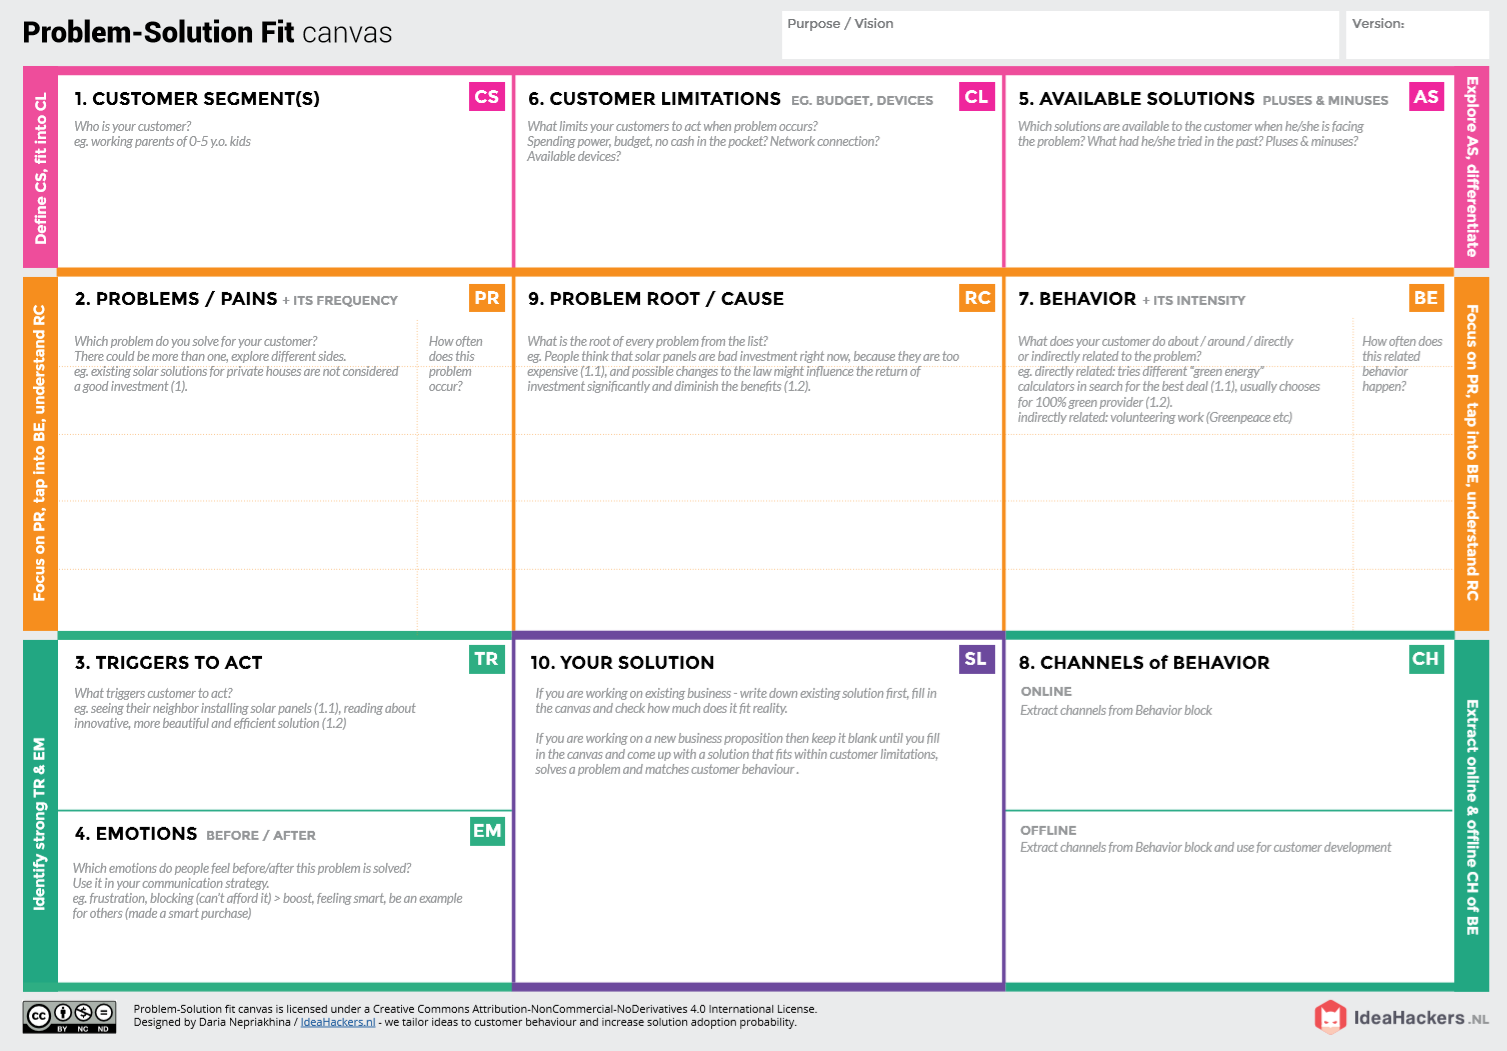 Problem-Solution Fit canvas
Purpose / Vision
Version:
Define CS, fit into CL
1. CUSTOMER SEGMENT(S)
CS
Who is your customer?
eg. working parents of 0-5 y.o. kids
6. CUSTOMER LIMITATIONS EG. BUDGET, DEVICES
CL
What limits your customers to act when problem occurs?
Spending power, budget, no cash in the pocket? Network connection?
Available devices?
5. AVAILABLE SOLUTIONS PLUSES & MINUSES
AS
Which solutions are available to the customer when he/she is facing
the problem? What had he/she tried in the past? Pluses & minuses?
Explore AS, differentiate
Focus on PR, tap into BE, understand RC
2. PROBLEMS / PAINS + ITS FREQUENCY
PR
Which problem do you solve for your customer?
There could be more than one, explore different sides.
eg. existing solar solutions for private houses are not considered
a good investment (1).
How often
does this
problem
occur?
9. PROBLEM ROOT / CAUSE
RC
What is the root of every problem from the list?
eg. People think that solar panels are bad investment right now, because they are too
expensive (1.1), and possible changes to the law might influence the return of
investment significantly and diminish the benefits (1.2).
7. BEHAVIOR + ITS INTENSITY
BE
What does your customer do about / around / directly
or indirectly related to the problem?
eg. directly related: tries different "green energy"
calculators in search for the best deal (1.1), usually chooses
for 100% green provider (1.2).
indirectly related: volunteering work (Greenpeace etc)
How often does
this related
behavior
happen?
Focus on PR, tap into BE, understand RC
Identify strong TR & EM
3. TRIGGERS TO ACT
TR
What triggers customer to act?
eg. seeing their neighbor installing solar panels (1.1), reading about
innovative, more beautiful and efficient solution (1.2)
4. EMOTIONS BEFORE / AFTER
EM
Which emotions do people feel before/after this problem is solved?
Use it in your communication strategy.
eg. frustration, blocking (can't afford it) > boost, feeling smart, be an example
for others (made a smart purchase)
10. YOUR SOLUTION
SL
If you are working on existing business - write down existing solution first, fill in
the canvas and check how much does it fit reality.
If you are working on a new business proposition then keep it blank until you fill
in the canvas and come up with a solution that fits within customer limitations,
solves a problem and matches customer behaviour .
8. CHANNELS of BEHAVIOR
CH
ONLINE
Extract channels from Behavior block
OFFLINE
Extract channels from Behavior block and use for customer development
Extract online & offline CH of BE
cc BY NC ND
Problem-Solution fit canvas is licensed under a Creative Commons Attribution-NonCommercial-NoDerivatives 4.0 International License.
Designed by Daria Nepriakhina / IdeaHackers.nl - we tailor ideas to customer behaviour and increase solution adoption probability.
IdeaHackers.NL